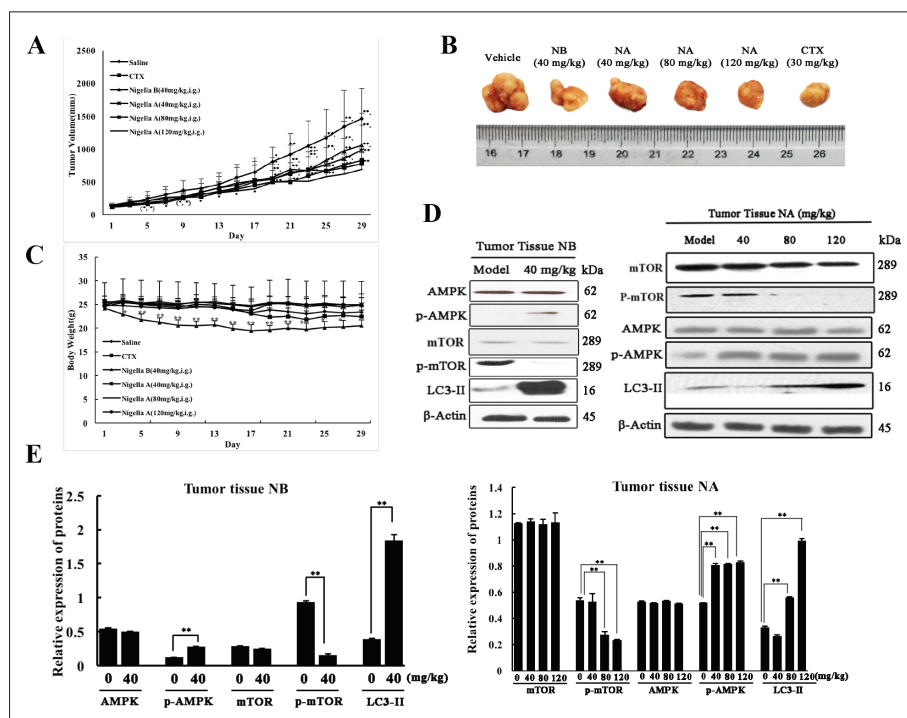 A
2500
2000
1500
1000
500
0
Tumor Volume(mm)
Saline
CTX
Nigella B(40mg/kg,i.g.)
Nigella A(40mg/kg,i.g.)
Nigella A(80mg/kg,i.g.)
Nigella A(120mg/kg,i.g.)
1 5 9 13 17 21 25 29
Day
B
Vehicle
NB
(40 mg/kg)
NA
(40 mg/kg)
NA
(80 mg/kg)
NA
(120 mg/kg)
CTX
(30 mg/kg)
16 17 18 19 20 21 22 23 24 25 26
C
35
30
25
20
15
10
5
0
Body Weight(g)
Saline
CTX
Nigella B(40mg/kg,i.g.)
Nigella A(40mg/kg,i.g.)
Nigella A(80mg/kg,i.g.)
Nigella A(120mg/kg,i.g.)
1 5 9 13 17 21 25 29
Day
D
Tumor Tissue NB
Model 40 mg/kg kDa
AMPK 62
p-AMPK 62
mTOR 289
p-mTOR 289
LC3-II 16
β-Actin 45
Tumor Tissue NA (mg/kg)
Model 40 80 120 kDa
mTOR 289
P-mTOR 289
AMPK 62
p-AMPK 62
LC3-II 16
β-Actin 45
E
Tumor tissue NB
Relative expression of proteins
2.5
2
1.5
1
0.5
0
** ** **
0 40 0 40 0 40 0 40 0 40 (mg/kg)
AMPK p-AMPK mTOR p-mTOR LC3-II
Tumor tissue NA
Relative expression of proteins
1.4
1.2
1
0.8
0.6
0.4
0.2
0
** ** ** ** ** ** **
0 40 80 120 0 40 80 120 0 40 80 120 0 40 80 120 0 40 80 120 (mg/kg)
mTOR p-mTOR AMPK p-AMPK LC3-II